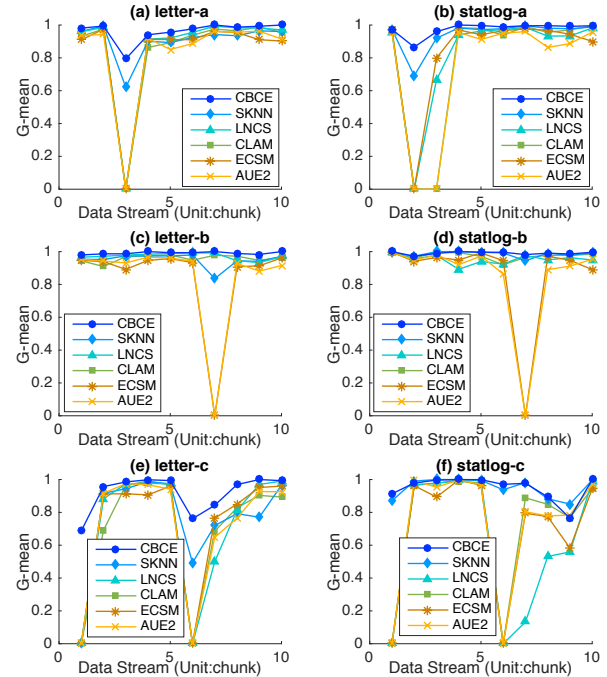 (a) letter-a
G-mean
1
0.8
0.6
0.4
0.2
0
CBCE
SKNN
LNCS
CLAM
ECSM
AUE2
0 5 10
Data Stream (Unit:chunk)
(b) statlog-a
1
0.8
0.6
0.4
0.2
0
CBCE
SKNN
LNCS
CLAM
ECSM
AUE2
0 5 10
Data Stream (Unit:chunk)
(c) letter-b
G-mean
1
0.8
0.6
0.4
0.2
0
CBCE
SKNN
LNCS
CLAM
ECSM
AUE2
0 5 10
Data Stream (Unit:chunk)
(d) statlog-b
G-mean
1
0.8
0.6
0.4
0.2
0
CBCE
SKNN
LNCS
CLAM
ECSM
AUE2
0 5 10
Data Stream (Unit:chunk)
(e) letter-c
G-mean
1
0.8
0.6
0.4
0.2
0
CBCE
SKNN
LNCS
CLAM
ECSM
AUE2
0 5 10
Data Stream (Unit:chunk)
(f) statlog-c
G-mean
1
0.8
0.6
0.4
0.2
0
CBCE
SKNN
LNCS
CLAM
ECSM
AUE2
0 5 10
Data Stream (Unit:chunk)